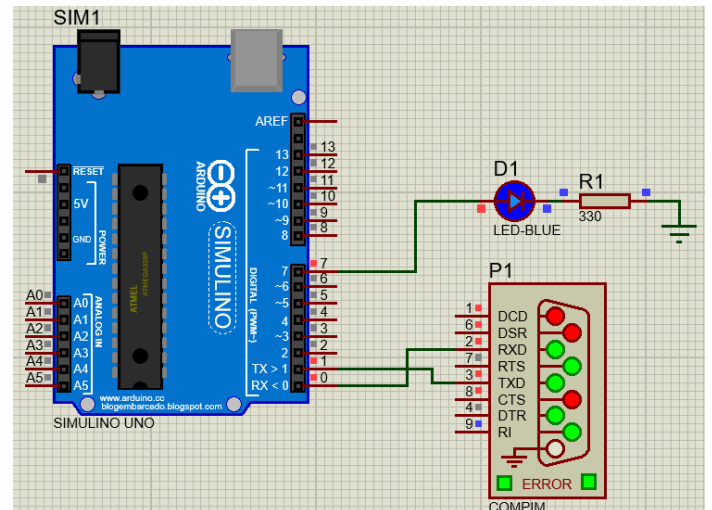 SIM1
AREF
13 13
12 12
~11 11
~10 10
~9 9
8 8
7 7
~6 6
~5 5
4 4
~3 3
2 2
TX > 1 1
RX < 0 0
DIGITAL (PWM~)
ARDUINO
SIMULINO
RESET
5V
GND
POWER
ATMEL
ATMEGA328P
A0 A0
A1 A1
A2 A2
A3 A3
A4 A4
A5 A5
ANALOG IN
www.arduino.cc
blogembarcado.blogspot.com
SIMULINO UNO
D1
LED-BLUE
R1
330
P1
1 DCD
6 DSR
2 RXD
7 RTS
3 TXD
8 CTS
4 DTR
9 RI
ERROR
COMPIM